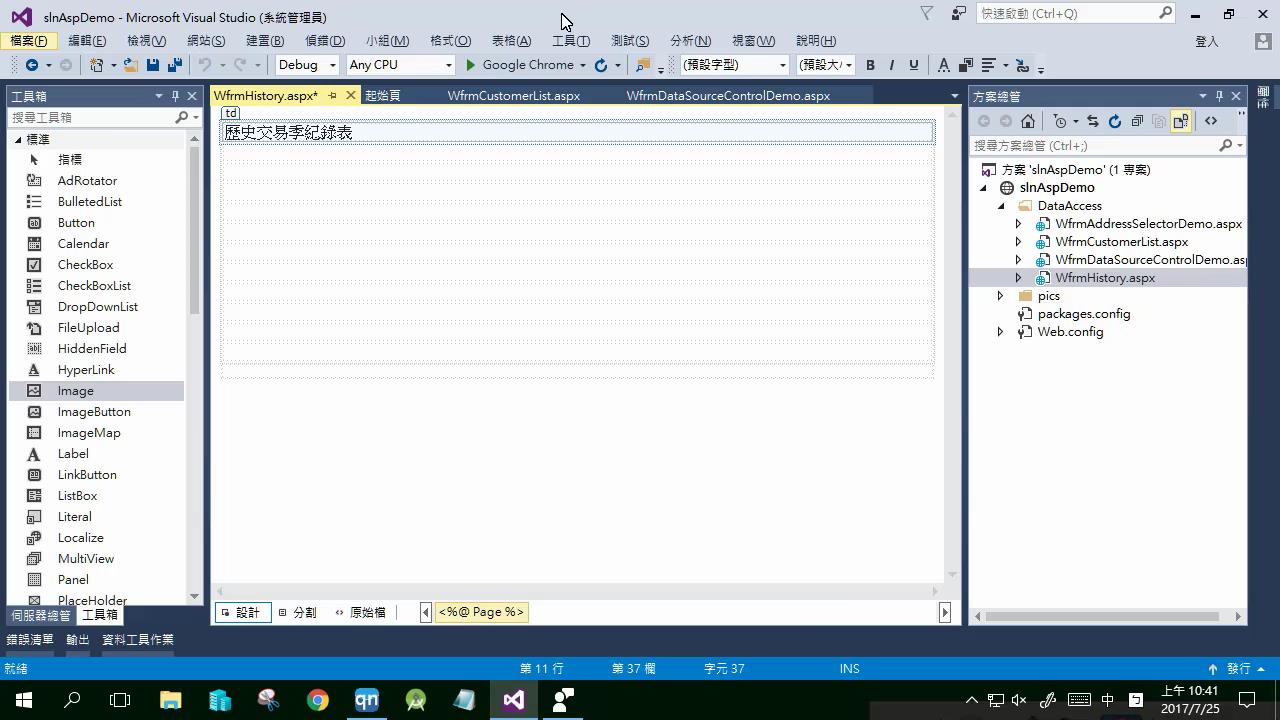 slnAspDemo - Microsoft Visual Studio (系統管理員)
快速啟動 (Ctrl+Q)
檔案(F) 編輯(E) 檢視(V) 網站(S) 建置(B) 偵錯(D) 小組(M) 格式(O) 表格(A) 工具(T) 測試(S) 分析(N) 視窗(W) 說明(H) 登入
Debug Any CPU Google Chrome (預設字型) (預設大/ B I U A
工具箱
WfrmHistory.aspx* 起始頁 WfrmCustomerList.aspx WfrmDataSourceControlDemo.aspx
方案總管
搜尋工具箱
td
歷史交易季紀錄表
搜尋方案總管 (Ctrl+;)
標準
指標
AdRotator
BulletedList
Button
Calendar
CheckBox
CheckBoxList
DropDownList
FileUpload
HiddenField
HyperLink
Image
ImageButton
ImageMap
Label
LinkButton
ListBox
Literal
Localize
MultiView
Panel
PlaceHolder
方案 'slnAspDemo' (1 專案)
slnAspDemo
DataAccess
WfrmAddressSelectorDemo.aspx
WfrmCustomerList.aspx
WfrmDataSourceControlDemo.asp
WfrmHistory.aspx
pics
packages.config
Web.config
伺服器總管 工具箱
設計 分割 原始檔 <%@ Page %>
錯誤清單 輸出 資料工具作業
就緒 第 11 行 第 37 欄 字元 37 INS 發行
qn
中
上午 10:41
2017/7/25